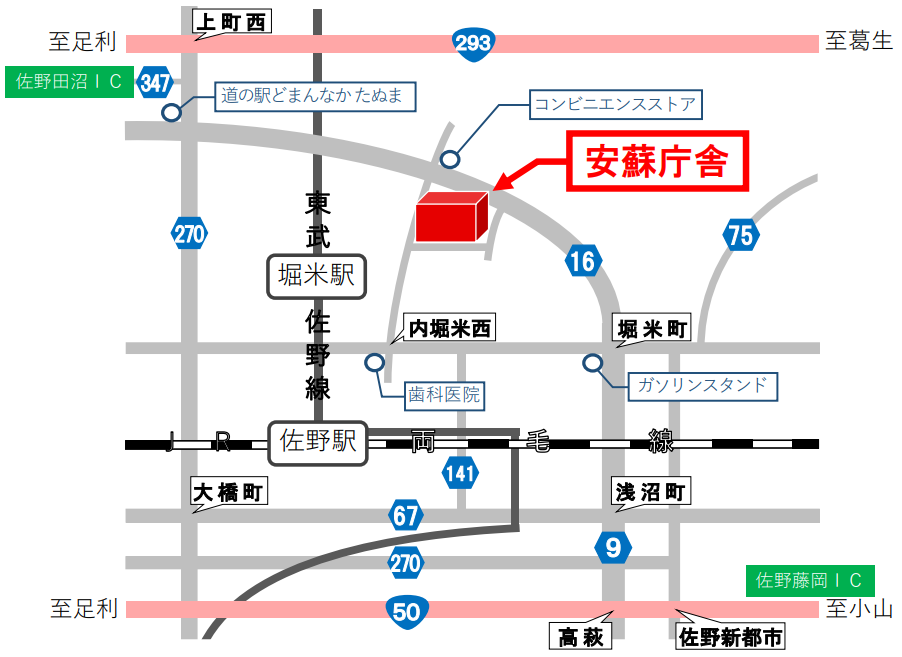 上町西
至足利
293
至葛生
佐野田沼ＩＣ
347
道の駅どまんなか たぬま
コンビニエンスストア
安蘇庁舎
東武佐野線
270
75
16
堀米駅
内堀米西
堀米町
歯科医院
ガソリンスタンド
佐野駅
ＪＲ両毛線
141
大橋町
浅沼町
67
9
270
佐野藤岡ＩＣ
至足利
50
至小山
高萩
佐野新都市